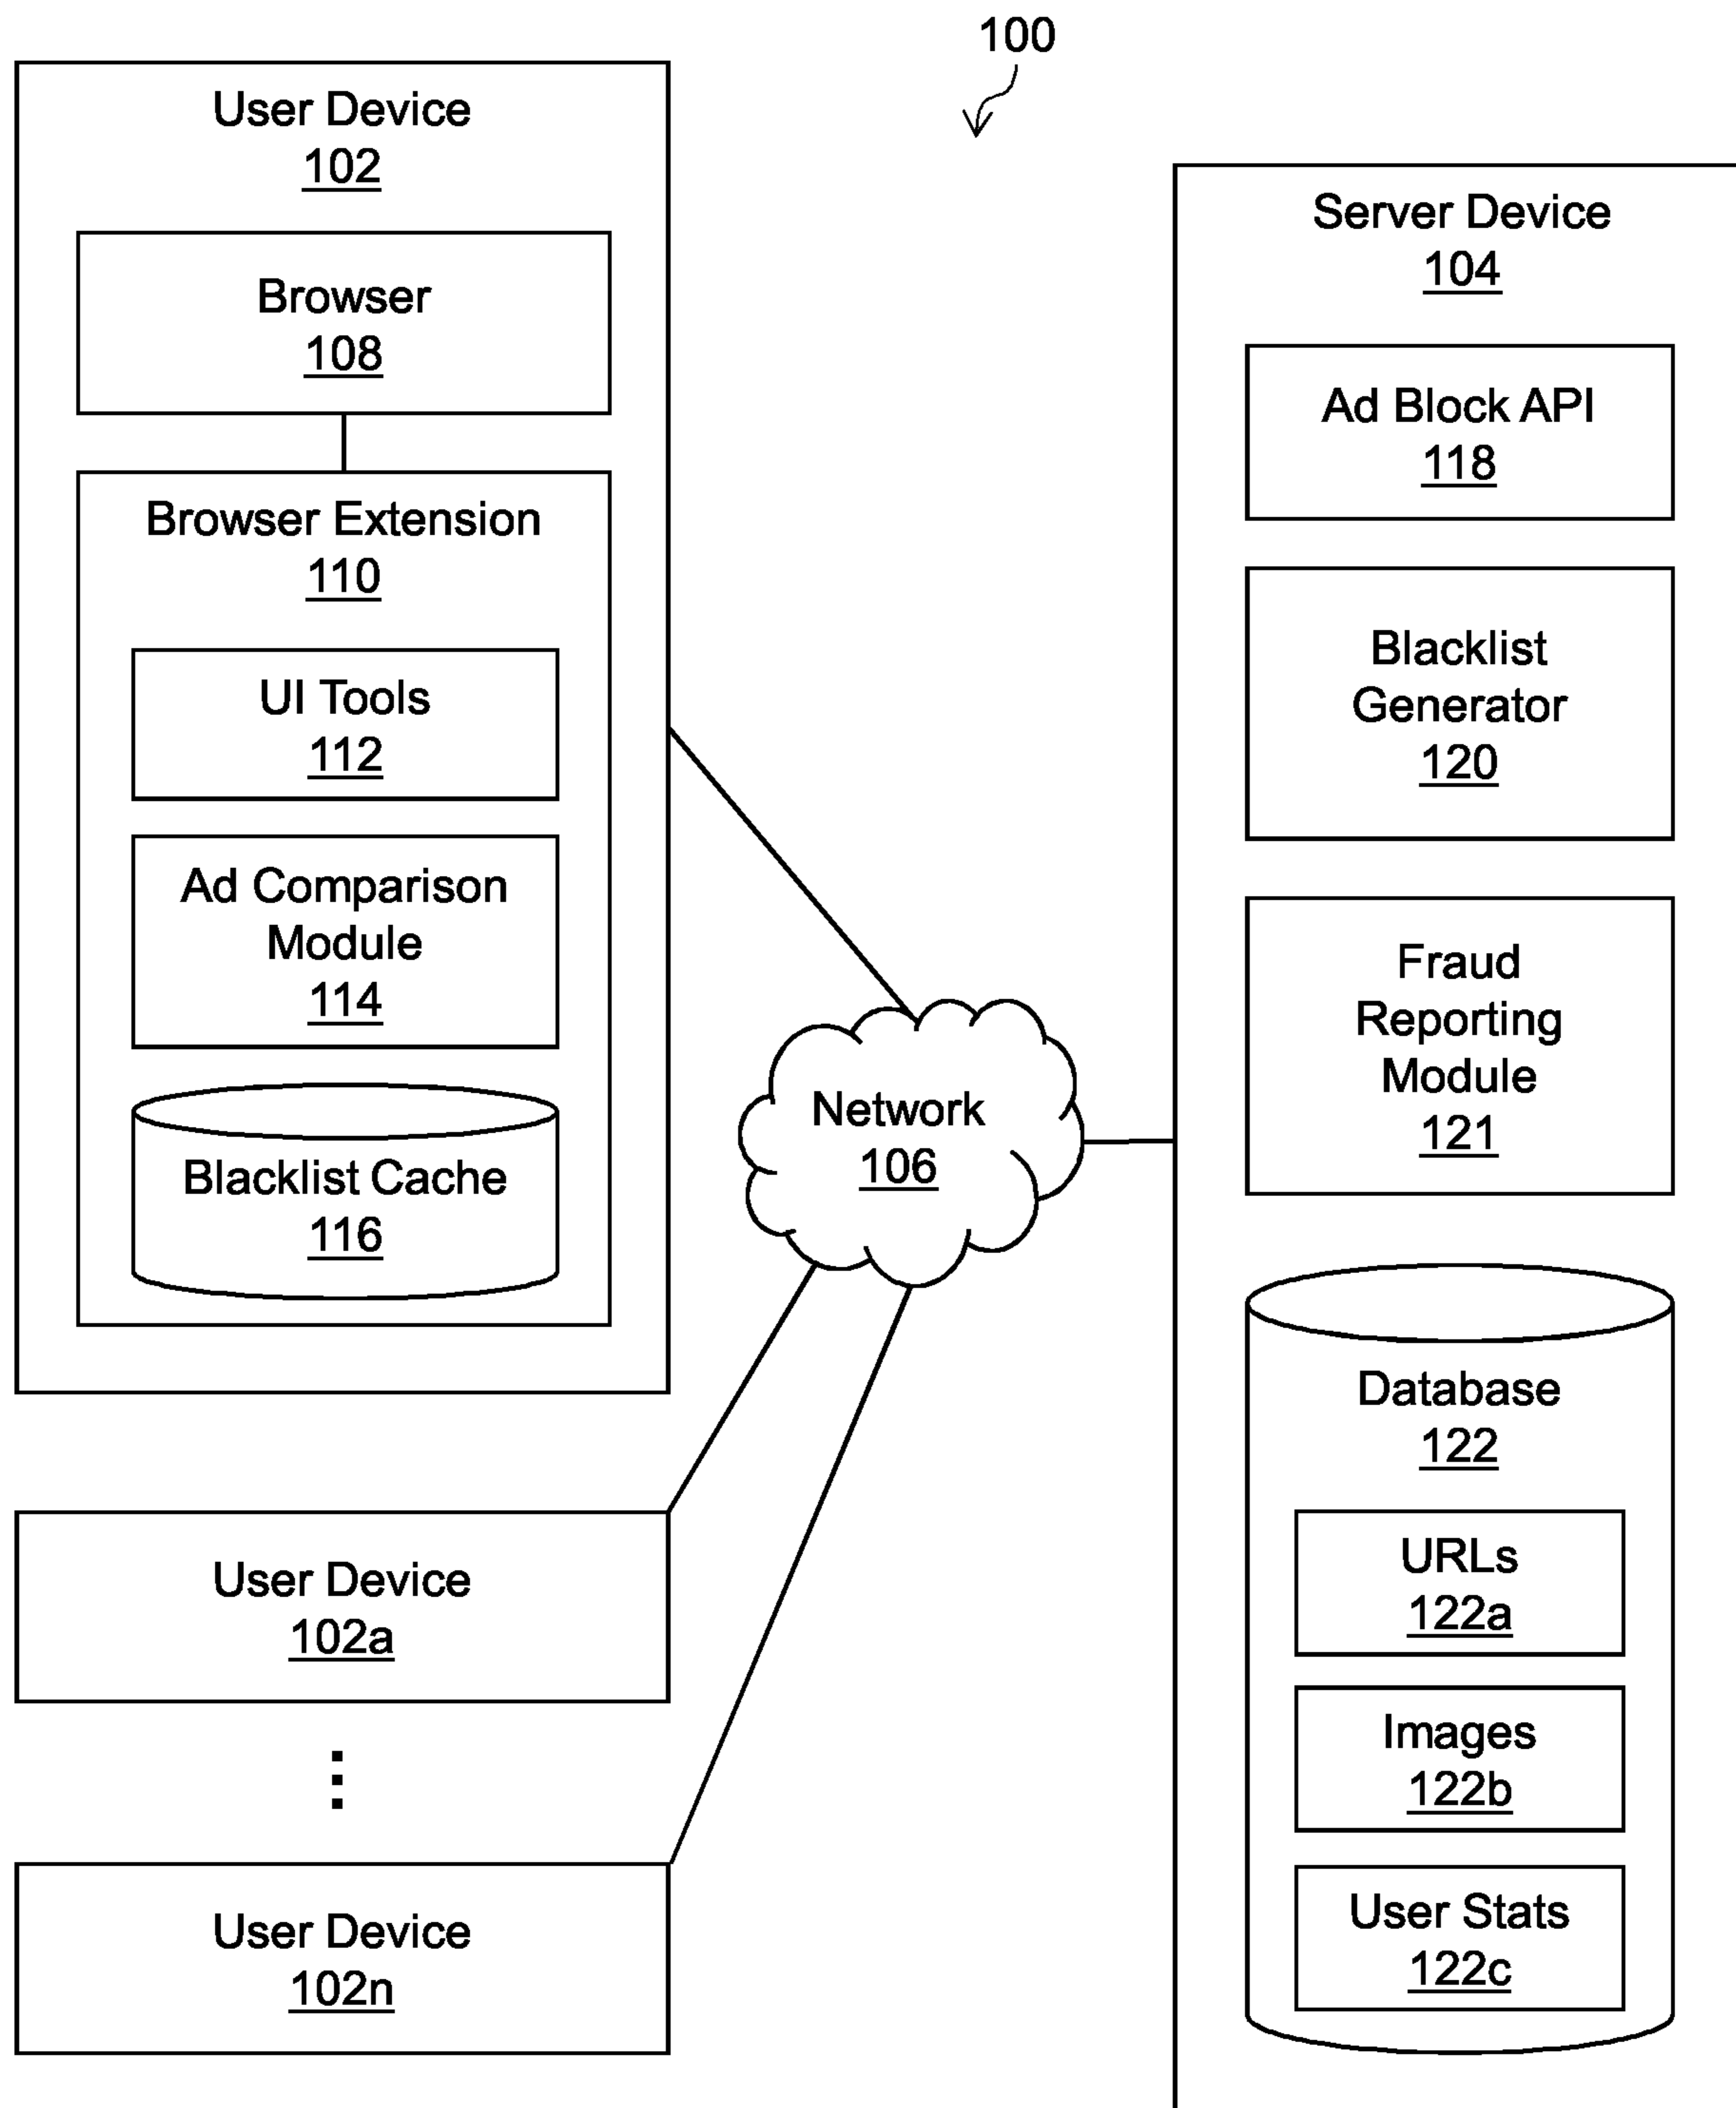 100
User Device
102
Browser
108
Browser Extension
110
UI Tools
112
Ad Comparison
Module
114
Blacklist Cache
116
User Device
102a
User Device
102n
Network
106
Server Device
104
Ad Block API
118
Blacklist
Generator
120
Fraud
Reporting
Module
121
Database
122
URLs
122a
Images
122b
User Stats
122c